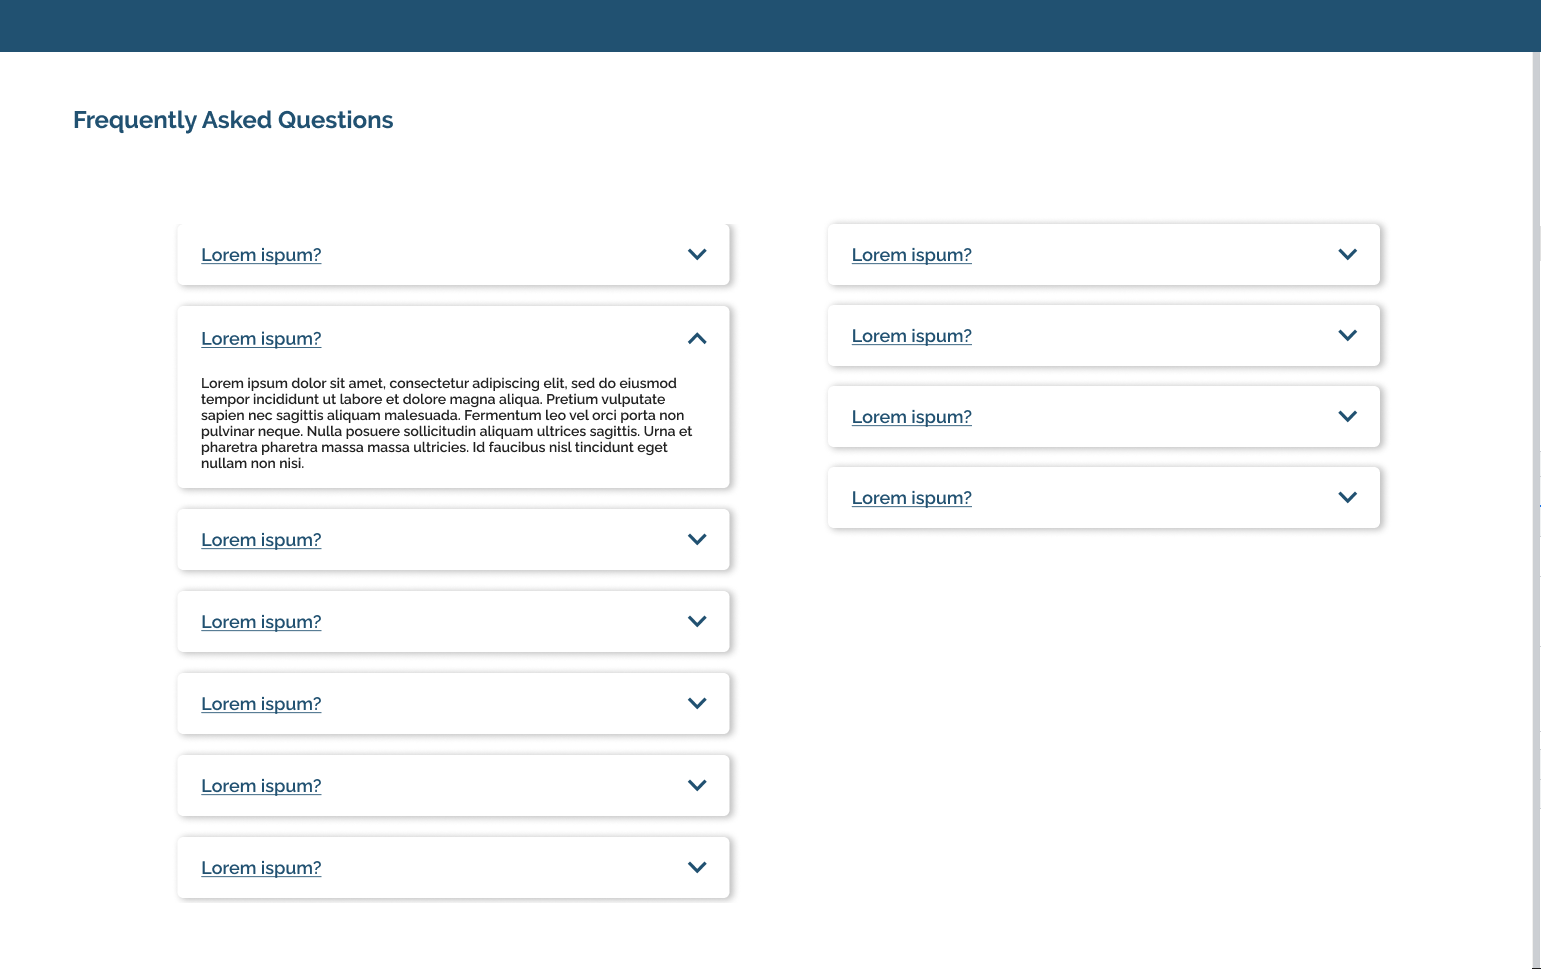 Frequently Asked Questions
Lorem ispum?
Lorem ispum?
Lorem ipsum dolor sit amet, consectetur adipiscing elit, sed do eiusmod
tempor incididunt ut labore et dolore magna aliqua. Pretium vulputate
sapien nec sagittis aliquam malesuada. Fermentum leo vel orci porta non
pulvinar neque. Nulla posuere sollicitudin aliquam ultrices sagittis. Urna et
pharetra pharetra massa massa ultricies. Id faucibus nisl tincidunt eget
nullam non nisi.
Lorem ispum?
Lorem ispum?
Lorem ispum?
Lorem ispum?
Lorem ispum?
Lorem ispum?
Lorem ispum?
Lorem ispum?
Lorem ispum?